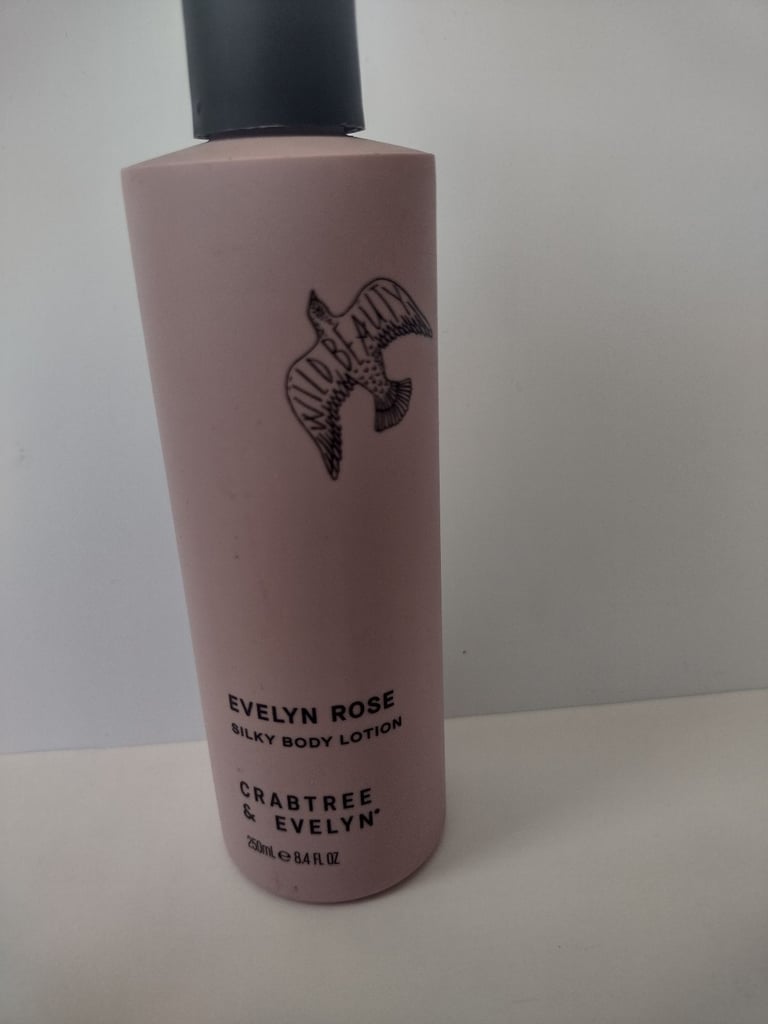 WILD BEAUTY
EVELYN ROSE
SILKY BODY LOTION
CRABTREE
& EVELYN®
250mL ℮ 8.4 FL OZ